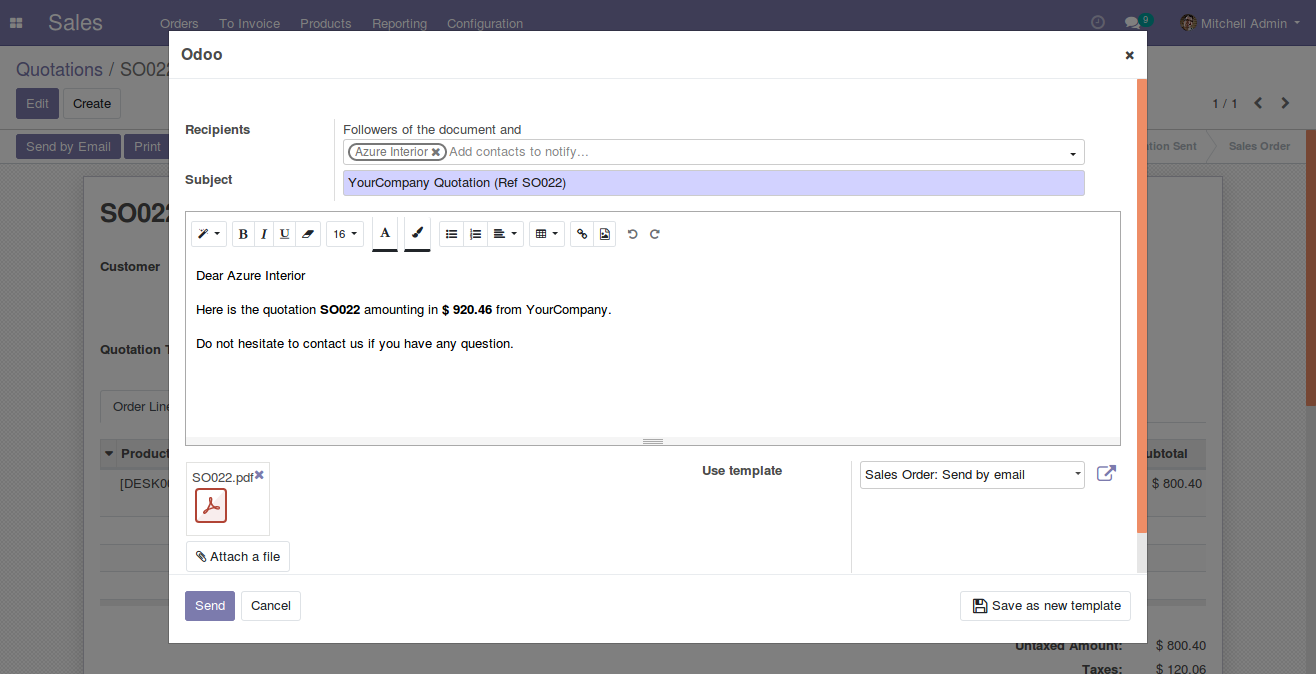 Sales Orders To Invoice Products Reporting Configuration 9 Mitchell Admin
Odoo
Quotations / SO022
Edit Create
1 / 1
Send by Email Print
tion Sent Sales Order
Recipients
Followers of the document and
Azure Interior Add contacts to notify...
Subject
YourCompany Quotation (Ref SO022)
SO022
B I U 16 A
Customer
Dear Azure Interior
Here is the quotation SO022 amounting in $ 920.46 from YourCompany.
Do not hesitate to contact us if you have any question.
Quotation T
Order Line
Product
ubtotal
[DESK00
$ 800.40
SO022.pdf
Use template
Sales Order: Send by email
Attach a file
Send Cancel Save as new template
Untaxed Amount: $ 800.40
Taxes: $ 120.06